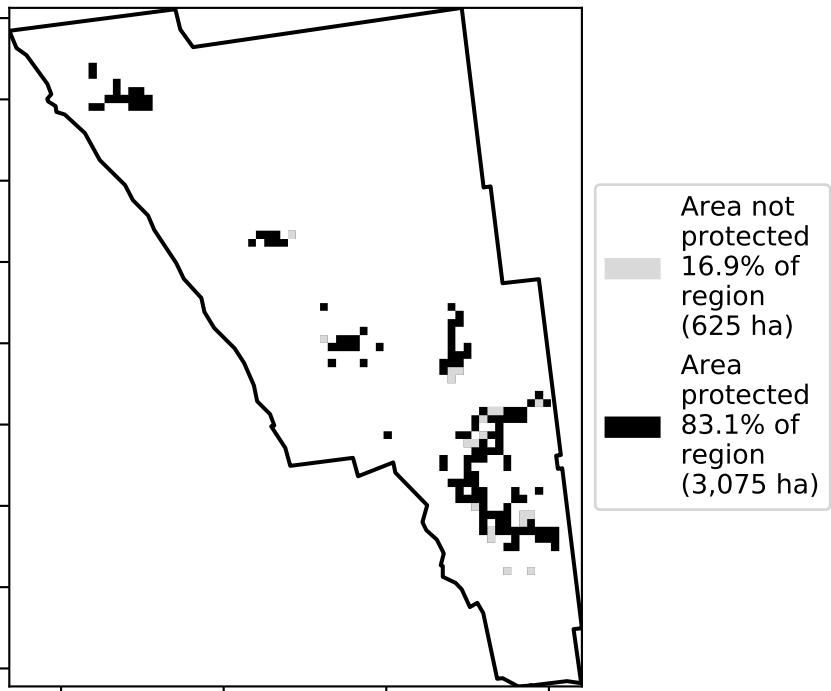 Area not
protected
16.9% of
region
(625 ha)
Area
protected
83.1% of
region
(3,075 ha)